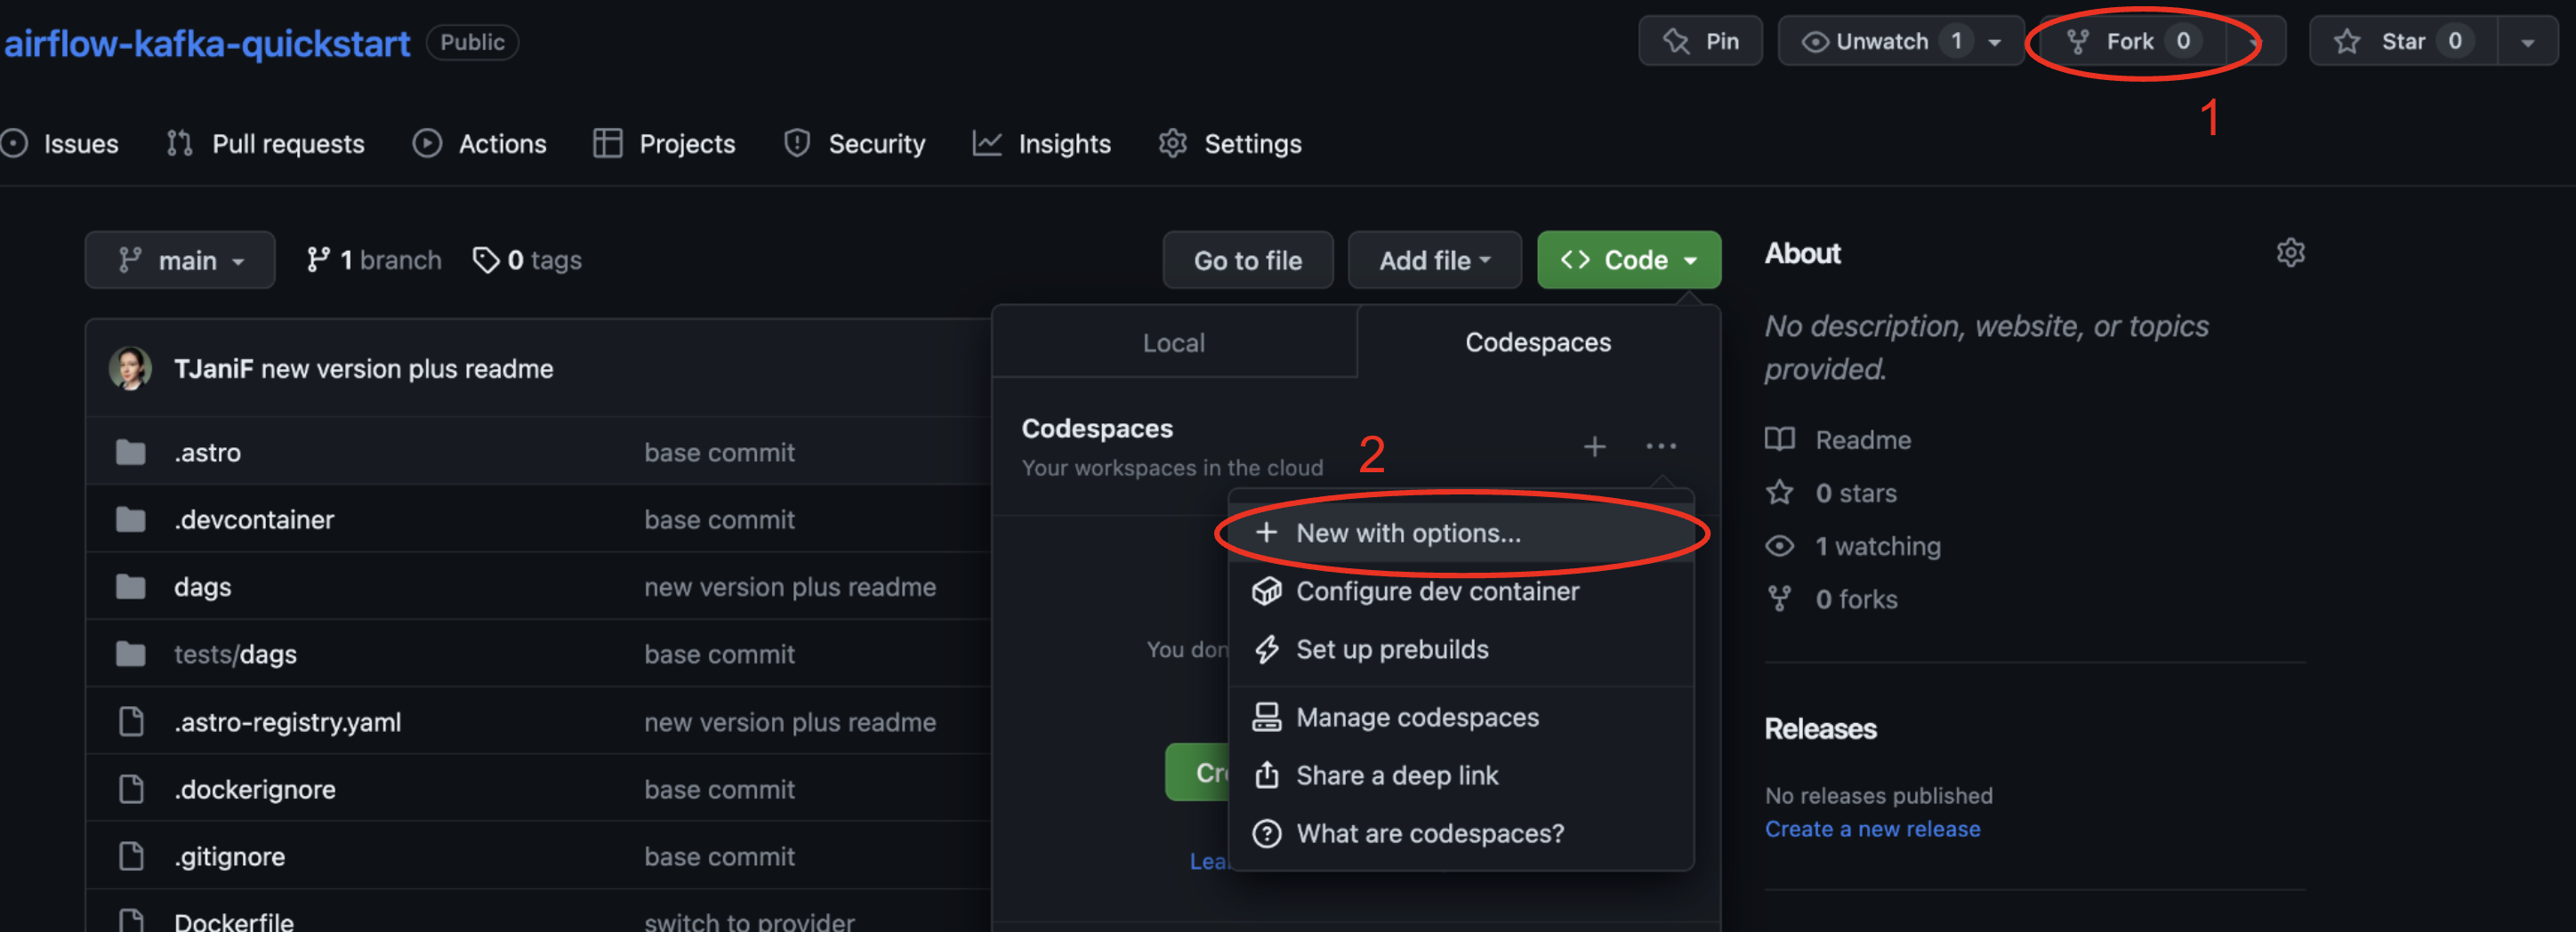 airflow-kafka-quickstart Public Pin Unwatch 1 Fork 0 Star 0
1
Issues Pull requests Actions Projects Security Insights Settings
main 1 branch 0 tags Go to file Add file Code
TJaniF new version plus readme
.astro base commit
.devcontainer base commit
dags new version plus readme
tests/dags base commit
.astro-registry.yaml new version plus readme
.dockerignore base commit
.gitignore base commit
Dockerfile switch to provider
Local Codespaces
Codespaces
Your workspaces in the cloud
2
New with options...
Configure dev container
You
Set up prebuilds
Manage codespaces
Share a deep link
What are codespaces?
About
No description, website, or topics
provided.
Readme
0 stars
1 watching
0 forks
Releases
No releases published
Create a new release